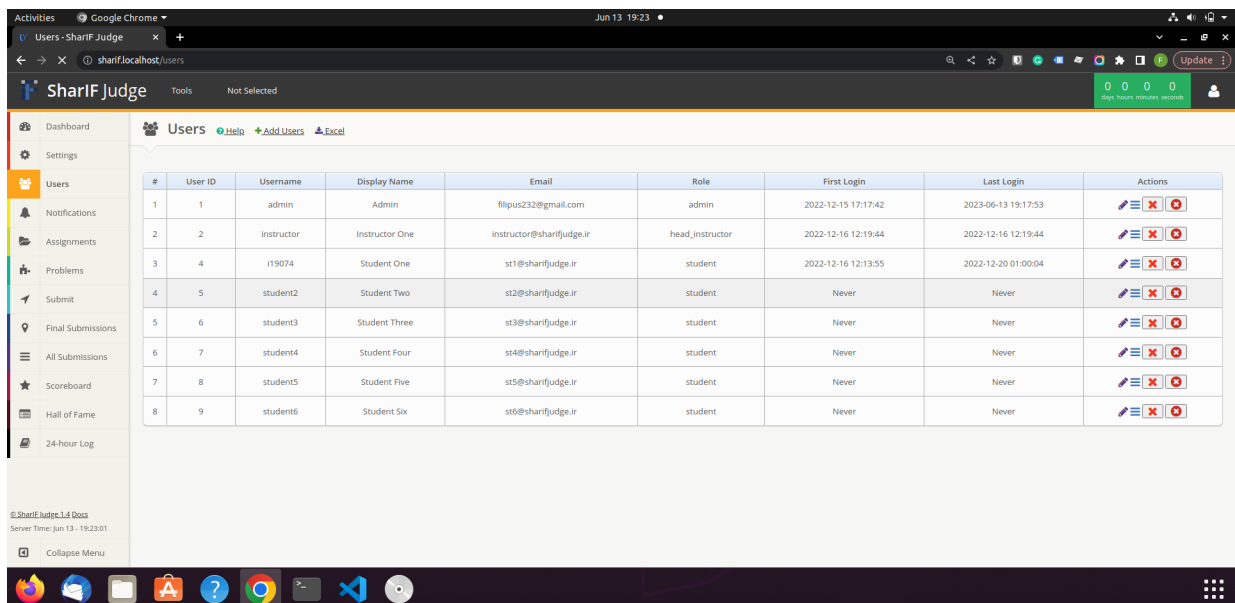 Activities Google Chrome Jun 13 19:23
Users - SharIF Judge
sharif.localhost/users F Update
SharIF Judge Tools Not Selected 0 0 0 0
days hours minutes seconds
Dashboard
Settings
Users
Notifications
Assignments
Problems
Submit
Final Submissions
All Submissions
Scoreboard
Hall of Fame
24-hour Log
© SharIF Judge 1.4 Docs
Server Time: Jun 13 - 19:23:01
Collapse Menu
Users Help Add Users Excel
# User ID Username Display Name Email Role First Login Last Login Actions
1 1 admin Admin filipus232@gmail.com admin 2022-12-15 17:17:42 2023-06-13 19:17:53
2 2 instructor Instructor One instructor@sharifjudge.ir head_instructor 2022-12-16 12:19:44 2022-12-16 12:19:44
3 4 i19074 Student One st1@sharifjudge.ir student 2022-12-16 12:13:55 2022-12-20 01:00:04
4 5 student2 Student Two st2@sharifjudge.ir student Never Never
5 6 student3 Student Three st3@sharifjudge.ir student Never Never
6 7 student4 Student Four st4@sharifjudge.ir student Never Never
7 8 student5 Student Five st5@sharifjudge.ir student Never Never
8 9 student6 Student Six st6@sharifjudge.ir student Never Never